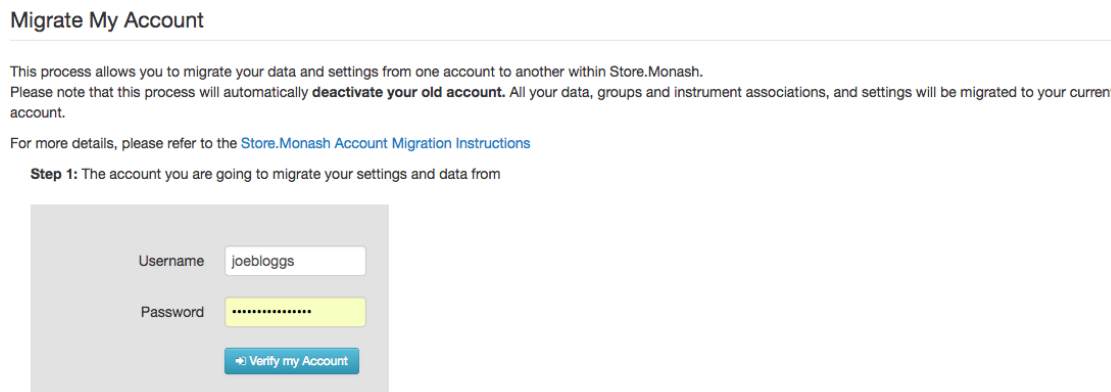 Migrate My Account
This process allows you to migrate your data and settings from one account to another within Store.Monash.
Please note that this process will automatically deactivate your old account. All your data, groups and instrument associations, and settings will be migrated to your curren
account.
For more details, please refer to the Store.Monash Account Migration Instructions
Step 1: The account you are going to migrate your settings and data from
Username joebloggs
Password ••••••••••••••••
Verify my Account